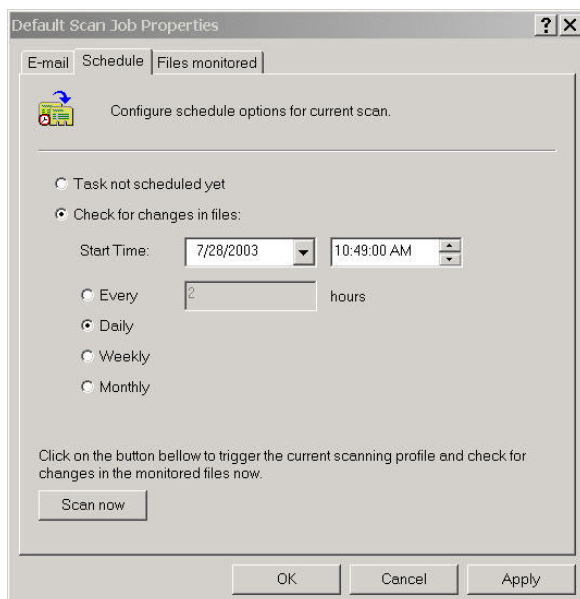 Default Scan Job Properties
E-mail Schedule Files monitored
Configure schedule options for current scan.
Task not scheduled yet
Check for changes in files:
Start Time: 7/28/2003 10:49:00 AM
Every 2 hours
Daily
Weekly
Monthly
Click on the button bellow to trigger the current scanning profile and check for
changes in the monitored files now.
Scan now
OK Cancel Apply